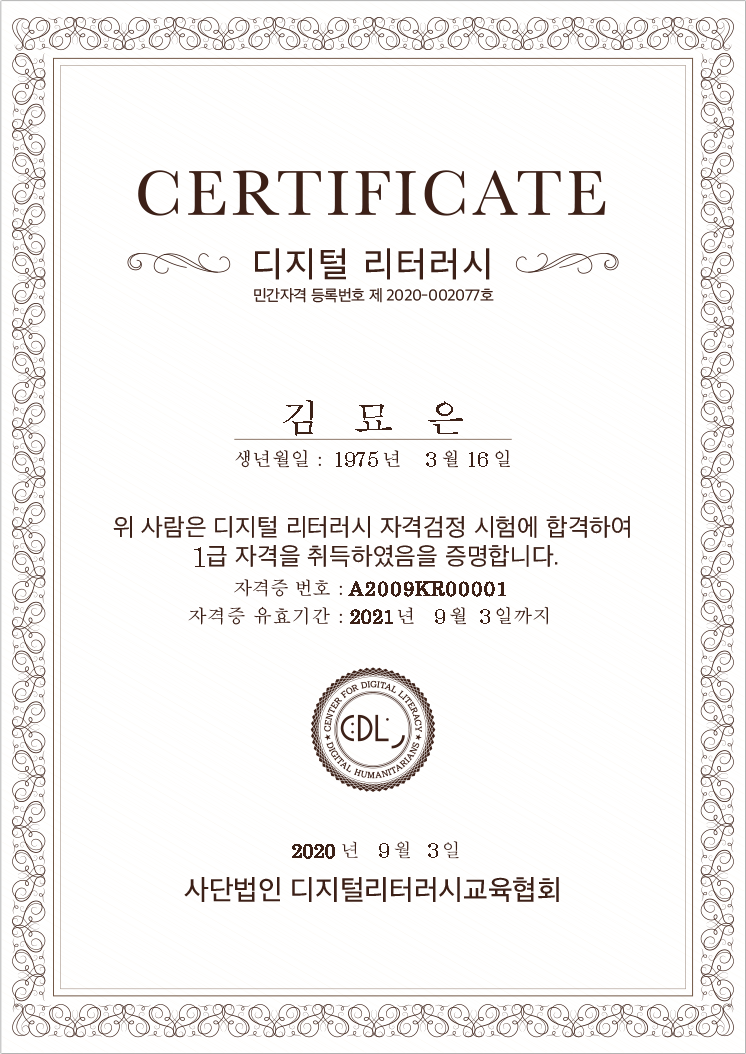 CERTIFICATE
디지털 리터러시
민간자격 등록번호 제 2020-002077호
김 묘 은
생년월일 : 1975년 3월 16일
위 사람은 디지털 리터러시 자격검정 시험에 합격하여
1급 자격을 취득하였음을 증명합니다.
자격증 번호 : A2009KR00001
자격증 유효기간 : 2021년 9월 3일까지
CENTER FOR DIGITAL LITERACY
CDL
★ DIGITAL HUMANITARIANS ★
2020년 9월 3일
사단법인 디지털리터러시교육협회